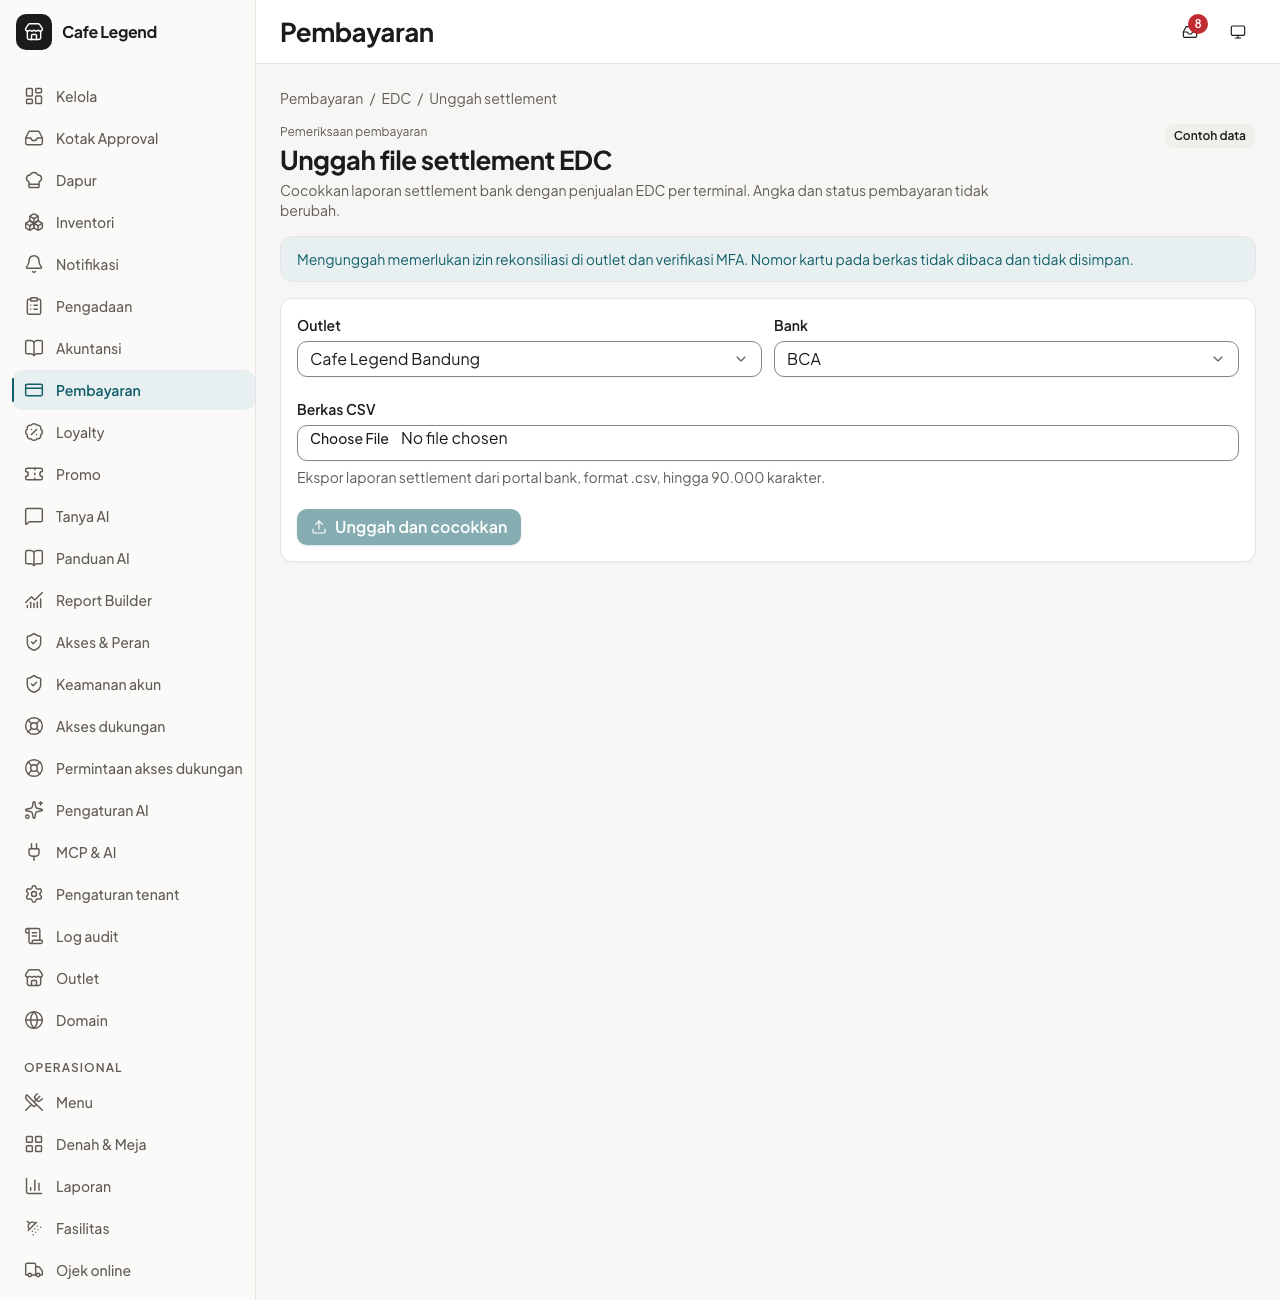 Cafe Legend
Kelola
Kotak Approval
Dapur
Inventori
Notifikasi
Pengadaan
Akuntansi
Pembayaran
Loyalty
Promo
Tanya AI
Panduan AI
Report Builder
Akses & Peran
Keamanan akun
Akses dukungan
Permintaan akses dukungan
Pengaturan AI
MCP & AI
Pengaturan tenant
Log audit
Outlet
Domain
OPERASIONAL
Menu
Denah & Meja
Laporan
Fasilitas
Ojek online
Pembayaran
8
Pembayaran / EDC / Unggah settlement
Pemeriksaan pembayaran
Contoh data
Unggah file settlement EDC
Cocokkan laporan settlement bank dengan penjualan EDC per terminal. Angka dan status pembayaran tidak
berubah.
Mengunggah memerlukan izin rekonsiliasi di outlet dan verifikasi MFA. Nomor kartu pada berkas tidak dibaca dan tidak disimpan.
Outlet
Cafe Legend Bandung
Bank
BCA
Berkas CSV
Choose File No file chosen
Ekspor laporan settlement dari portal bank, format .csv, hingga 90.000 karakter.
Unggah dan cocokkan